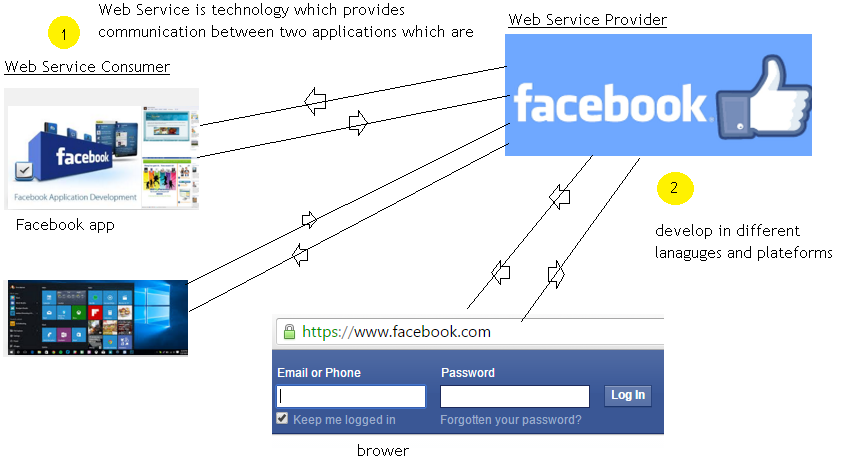 1
Web Service is technology which provides
communication between two applications which are
Web Service Provider
Web Service Consumer
facebook
facebook
Facebook Application Development
Facebook app
2
develop in different
lanaguges and plateforms
https://www.facebook.com
Email or Phone
Password
Log In
Keep me logged in
Forgotten your password?
brower